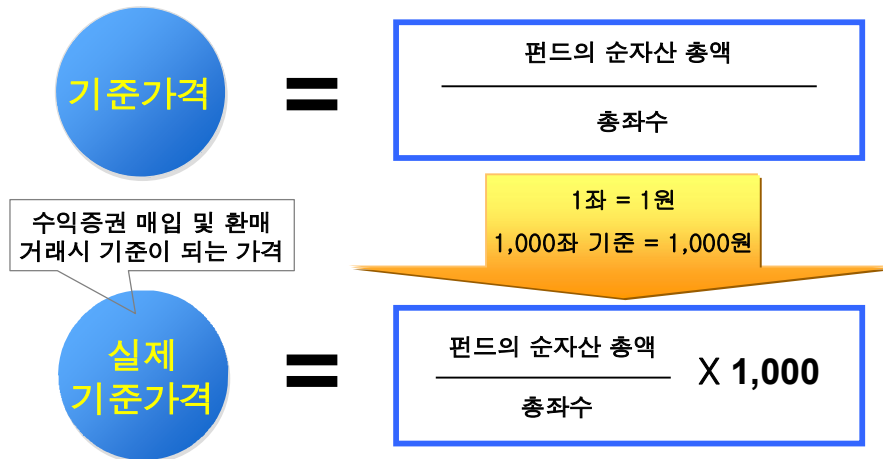 기준가격
=
펀드의 순자산 총액
총좌수
1좌 = 1원
1,000좌 기준 = 1,000원
수익증권 매입 및 환매
거래시 기준이 되는 가격
실제
기준가격
=
펀드의 순자산 총액
총좌수
X 1,000